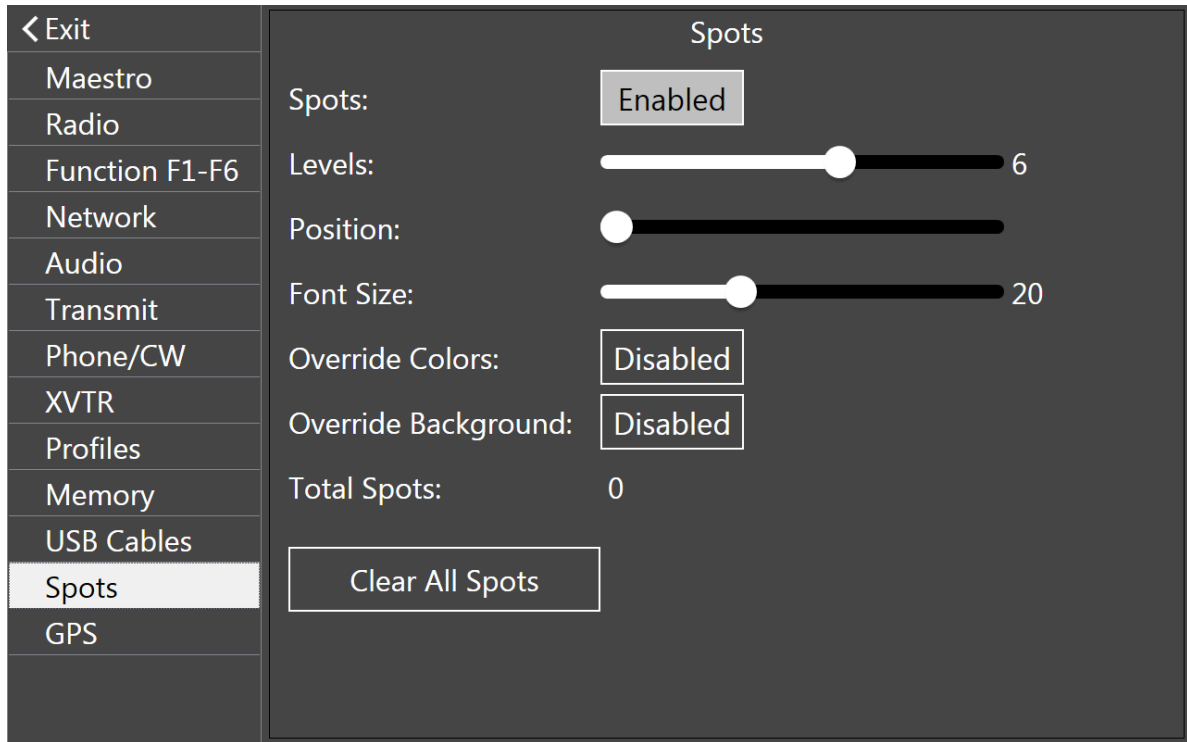 Exit
Maestro
Radio
Function F1-F6
Network
Audio
Transmit
Phone/CW
XVTR
Profiles
Memory
USB Cables
Spots
GPS
Spots
Spots: Enabled
Levels: 6
Position:
Font Size: 20
Override Colors: Disabled
Override Background: Disabled
Total Spots: 0
Clear All Spots